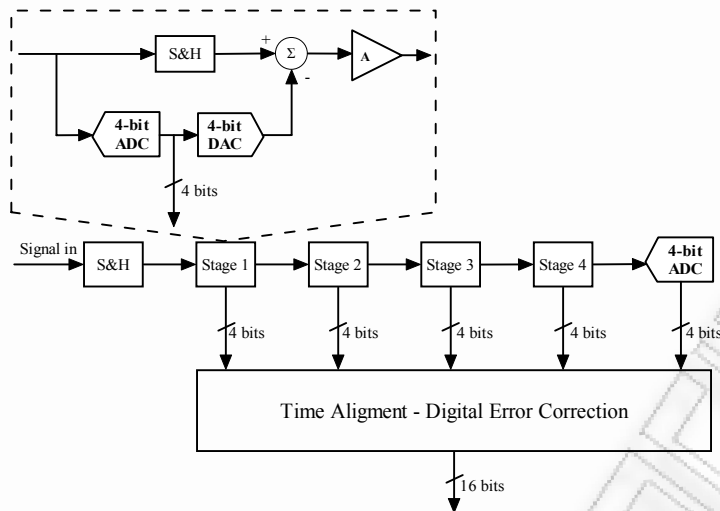 S&H
+
Σ
A
-
4-bit
ADC
4-bit
DAC
4 bits
Signal in
S&H
Stage 1
Stage 2
Stage 3
Stage 4
4-bit
ADC
4 bits
4 bits
4 bits
4 bits
4 bits
Time Aligment - Digital Error Correction
16 bits